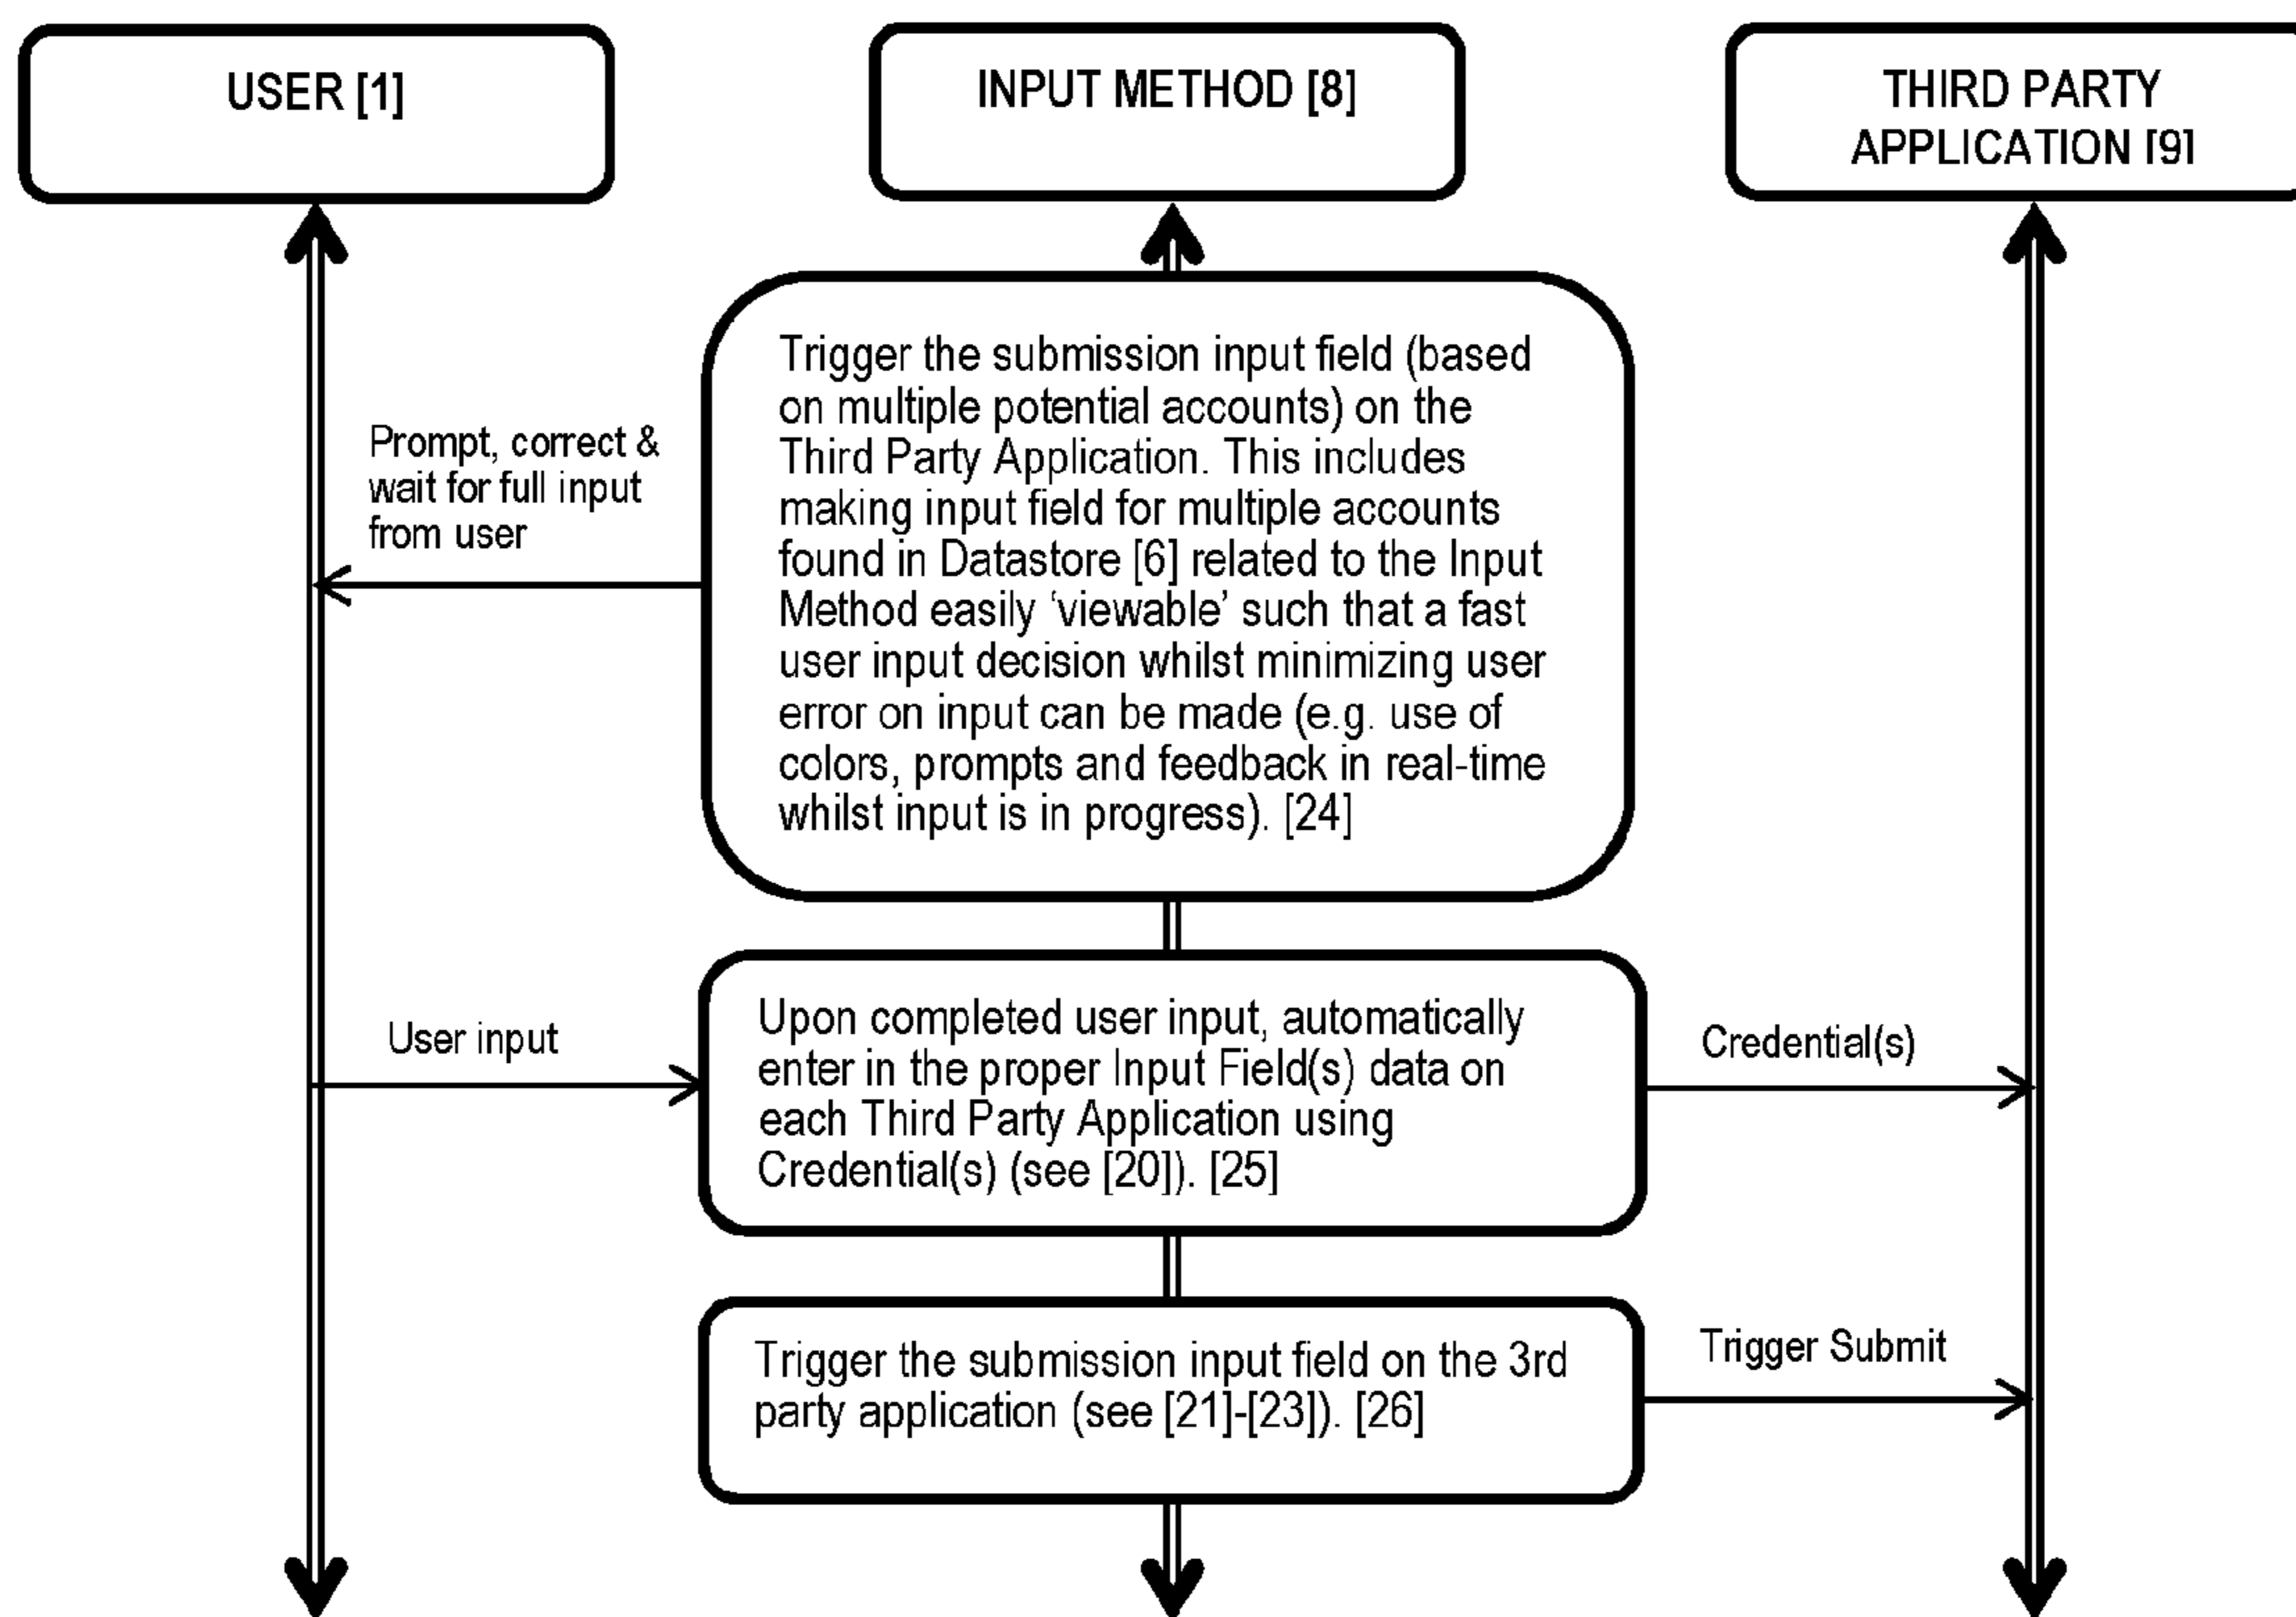 USER [1]
INPUT METHOD [8]
THIRD PARTY
APPLICATION [9]
Prompt, correct &
wait for full input
from user
Trigger the submission input field (based
on multiple potential accounts) on the
Third Party Application. This includes
making input field for multiple accounts
found in Datastore [6] related to the Input
Method easily ‘viewable’ such that a fast
user input decision whilst minimizing user
error on input can be made (e.g. use of
colors, prompts and feedback in real-time
whilst input is in progress). [24]
User input
Upon completed user input, automatically
enter in the proper Input Field(s) data on
each Third Party Application using
Credential(s) (see [20]). [25]
Credential(s)
Trigger the submission input field on the 3rd
party application (see [21]-[23]). [26]
Trigger Submit